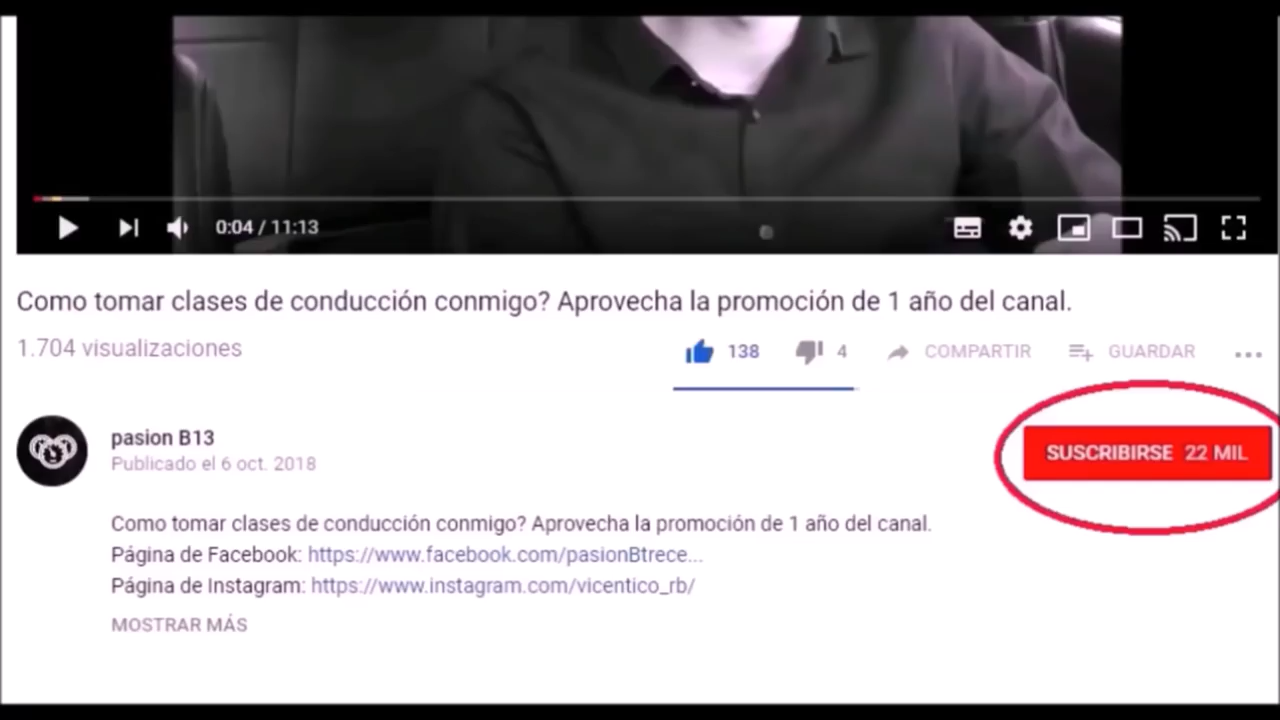 0:04 / 11:13
Como tomar clases de conducción conmigo? Aprovecha la promoción de 1 año del canal.
1.704 visualizaciones
138
4
COMPARTIR
GUARDAR
pasion B13
Publicado el 6 oct. 2018
SUSCRIBIRSE 22 MIL
Como tomar clases de conducción conmigo? Aprovecha la promoción de 1 año del canal.
Página de Facebook: https://www.facebook.com/pasionBtrece...
Página de Instagram: https://www.instagram.com/vicentico_rb/
MOSTRAR MÁS